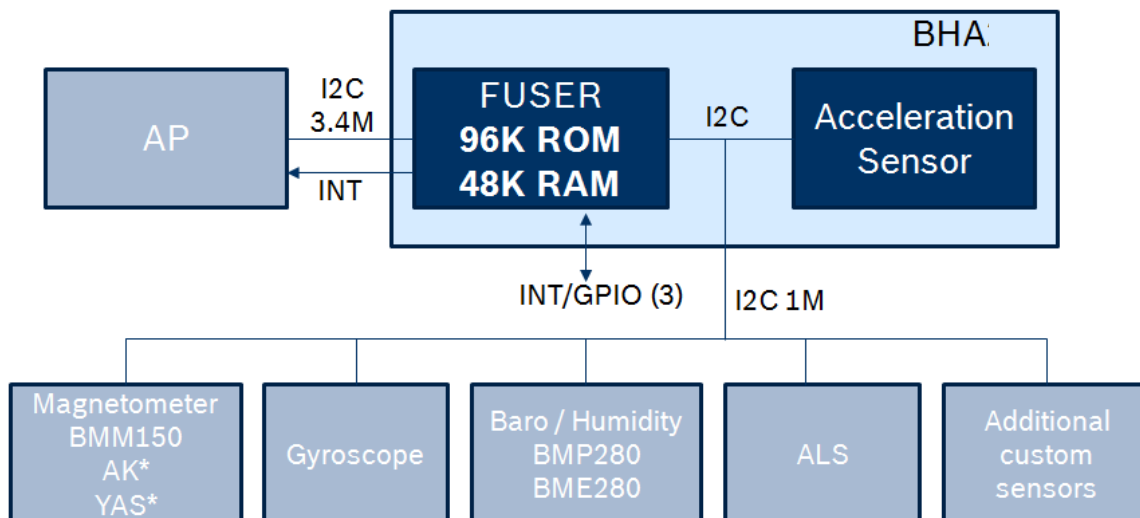 BHA
AP
I2C
3.4M
INT
FUSER
96K ROM
48K RAM
I2C
Acceleration
Sensor
INT/GPIO (3)
I2C 1M
Magnetometer
BMM150
AK*
YAS*
Gyroscope
Baro / Humidity
BMP280
BME280
ALS
Additional
custom
sensors